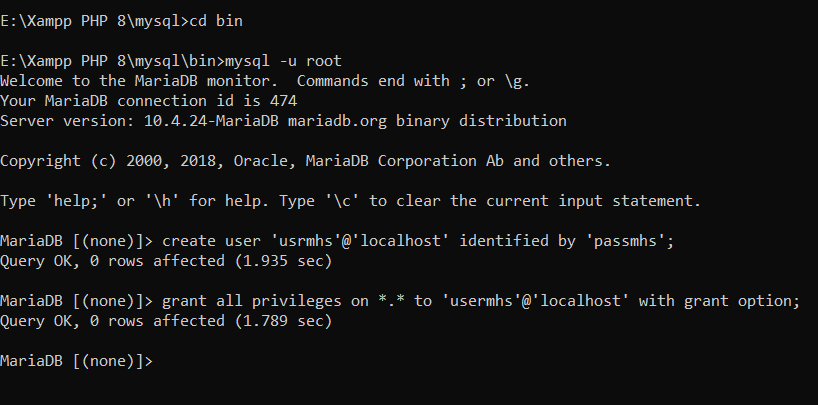 E:\Xampp PHP 8\mysql>cd bin
E:\Xampp PHP 8\mysql\bin>mysql -u root
Welcome to the MariaDB monitor.  Commands end with ; or \g.
Your MariaDB connection id is 474
Server version: 10.4.24-MariaDB mariadb.org binary distribution
Copyright (c) 2000, 2018, Oracle, MariaDB Corporation Ab and others.
Type 'help;' or '\h' for help. Type '\c' to clear the current input statement.
MariaDB [(none)]> create user 'usrmhs'@'localhost' identified by 'passmhs';
Query OK, 0 rows affected (1.935 sec)
MariaDB [(none)]> grant all privileges on *.* to 'usermhs'@'localhost' with grant option;
Query OK, 0 rows affected (1.789 sec)
MariaDB [(none)]>